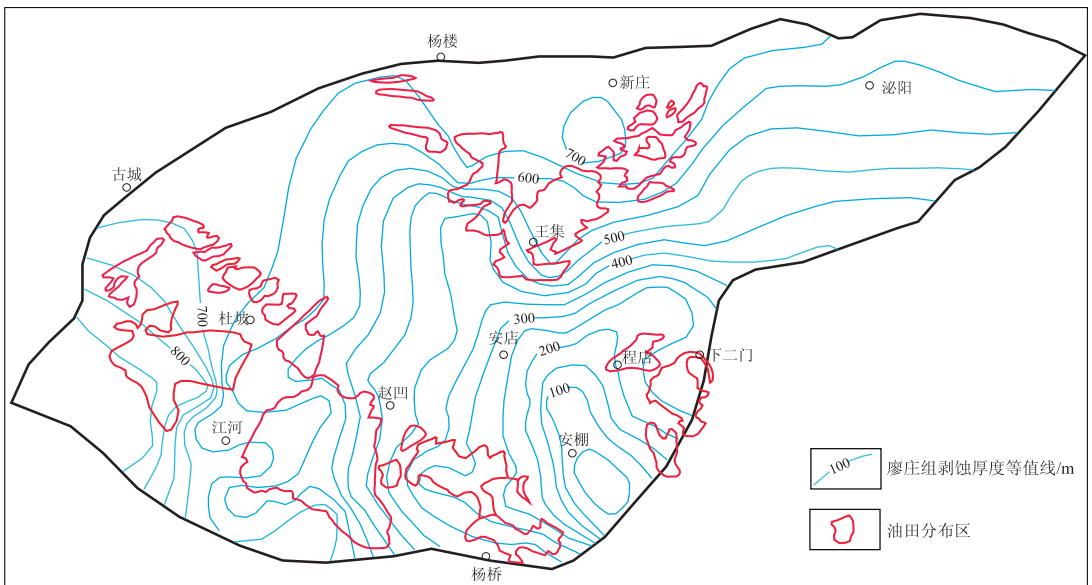 杨楼
新庄
泌阳
700
古城
600
王集
500
400
700
杜坡
300
安店
200
程店
下二门
800
赵凹
100
江河
安棚
100
廖庄组剥蚀厚度等值线/m
油田分布区
杨桥